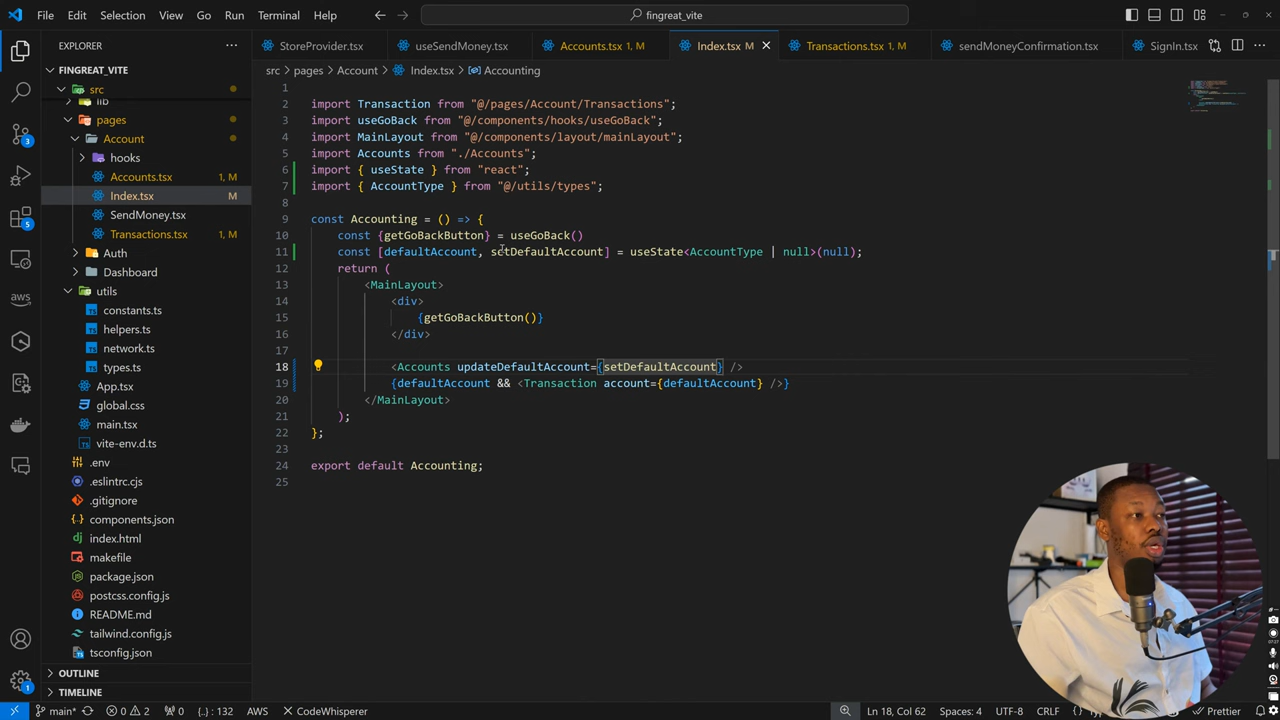 File Edit Selection View Go Run Terminal Help
fingreat_vite
EXPLORER
StoreProvider.tsx
useSendMoney.tsx
Accounts.tsx 1, M
Index.tsx M
Transactions.tsx 9+, M
sendMoneyConfirmation.tsx
SignIn.tsx
FINGREAT_VITE
src
lib
pages
Account
hooks
Accounts.tsx 1, M
Index.tsx M
SendMoney.tsx
Transactions.tsx 9+, M
Auth
Dashboard
utils
constants.ts
helpers.ts
network.ts
types.ts
App.tsx
global.css
main.tsx
vite-env.d.ts
.env
.eslintrc.cjs
.gitignore
components.json
index.html
makefile
package.json
postcss.config.js
README.md
tailwind.config.js
tsconfig.json
OUTLINE
TIMELINE
src > pages > Account > Index.tsx > Accounting
1
2 import Transaction from "@/pages/Account/Transactions";
3 import useGoBack from "@/components/hooks/useGoBack";
4 import MainLayout from "@/components/layout/mainLayout";
5 import Accounts from "./Accounts";
6 import { useState } from "react";
7 import { AccountType } from "@/utils/types";
8
9 const Accounting = () => {
10 const {getGoBackButton} = useGoBack()
11 const [defaultAccount, setDefaultAccount] = useState<AccountType | null>(null);
12 return (
13 <MainLayout>
14 <div>
15 {getGoBackButton()}
16 </div>
17
18 <Accounts updateDefaultAccount={setDefaultAccount} />
19 {defaultAccount && <Transaction account={defaultAccount} />}
20 </MainLayout>
21 );
22 };
23
24 export default Accounting;
25
main* 0 2 0 {..} : 132 AWS CodeWhisperer
Ln 18, Col 62 Spaces: 4 UTF-8 CRLF Prettier